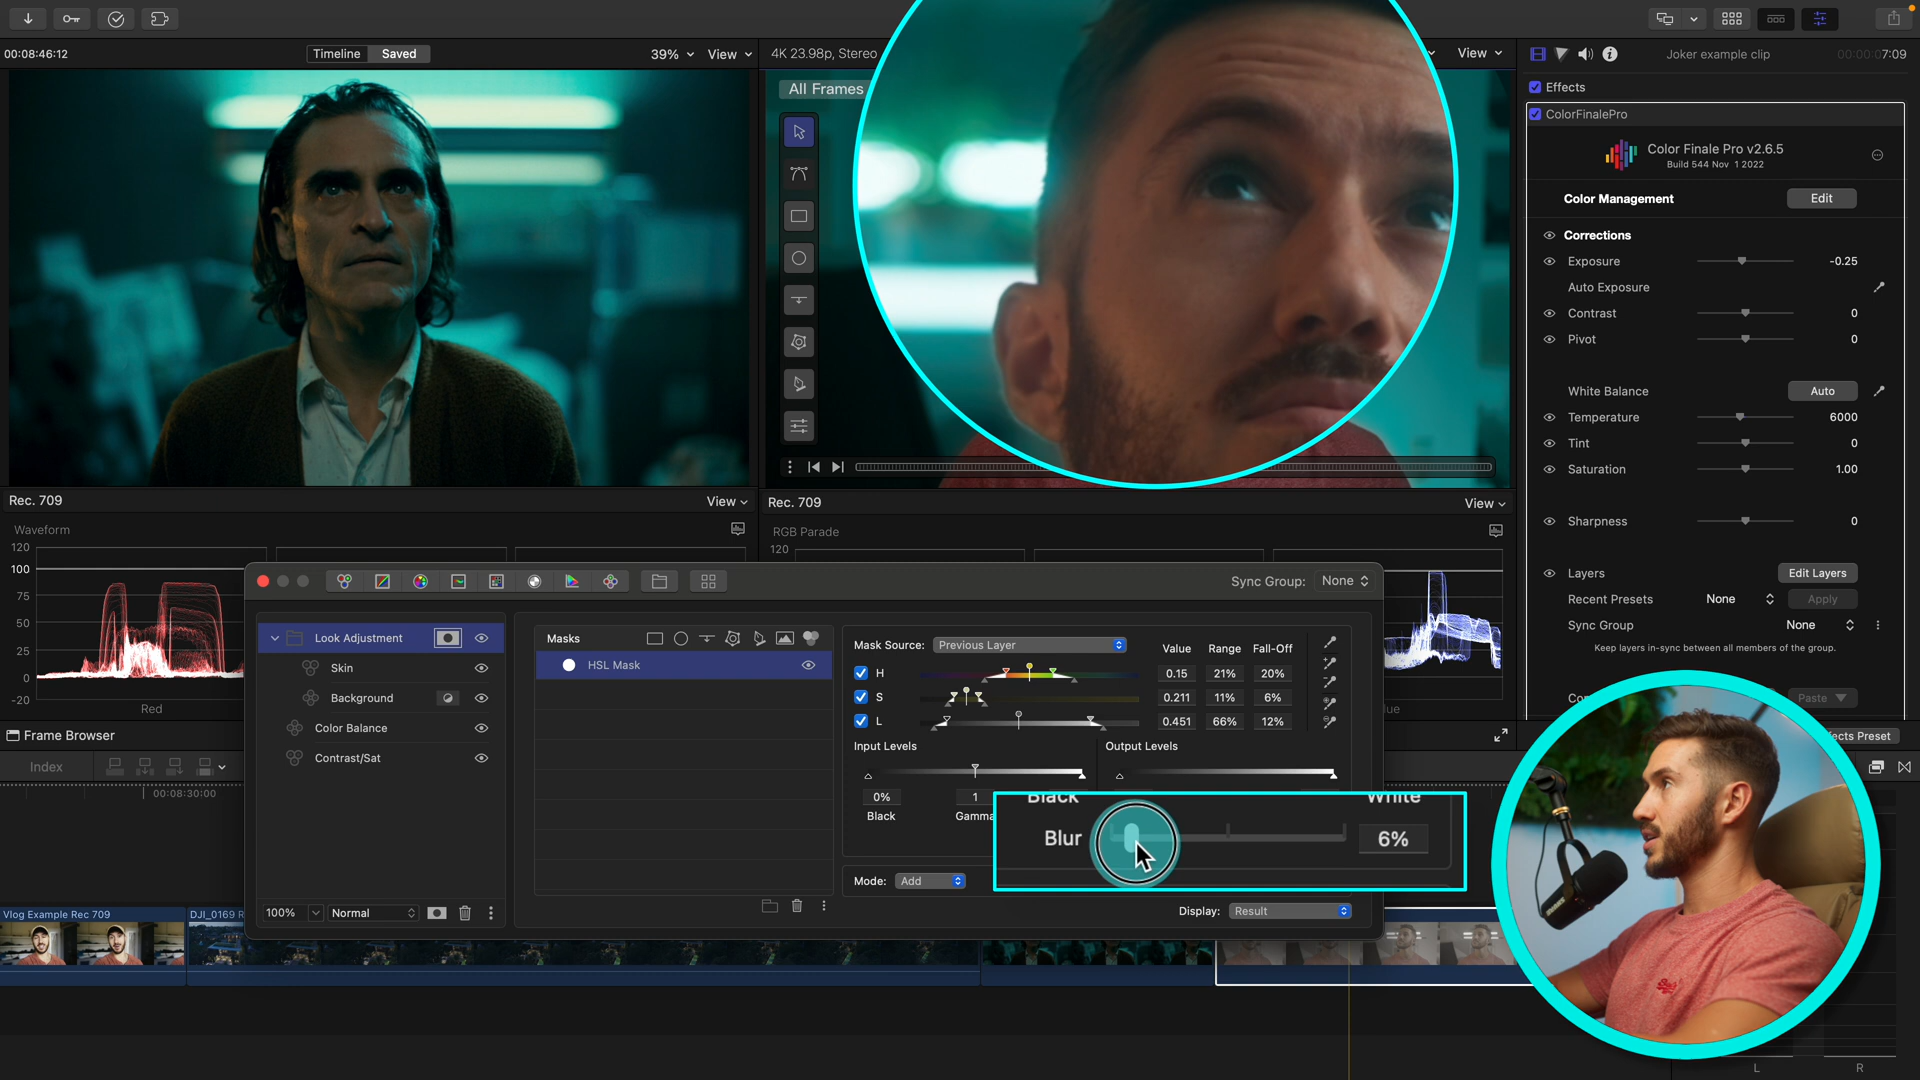 00:08:46:12
Timeline Saved
39% View
4K 23.98p, Stereo
View
Joker example clip
00:00:07:09
All Frames
Effects
ColorFinalePro
Color Finale Pro v2.6.5
Build 544 Nov 1 2022
Color Management Edit
Corrections
Exposure -0.25
Auto Exposure
Contrast 0
Pivot 0
White Balance Auto
Temperature 6000
Tint 0
Saturation 1.00
Sharpness 0
Layers Edit Layers
Recent Presets None Apply
Sync Group None
Keep layers in-sync between all members of the group.
Paste
Rec. 709 View
Rec. 709 View
Waveform
RGB Parade
120
100
75
50
25
0
-20
Red
120
Sync Group: None
Look Adjustment
Skin
Background
Color Balance
Contrast/Sat
100% Normal
Masks
HSL Mask
Mask Source: Previous Layer
Value Range Fall-Off
H 0.15 21% 20%
S 0.211 11% 6%
L 0.451 66% 12%
Input Levels Output Levels
0% 1
Black Gamma
Black White
Blur 6%
Mode: Add
Display: Result
Frame Browser
Index
00:08:30:00
Vlog Example Rec 709
DJI_0169 R
L R